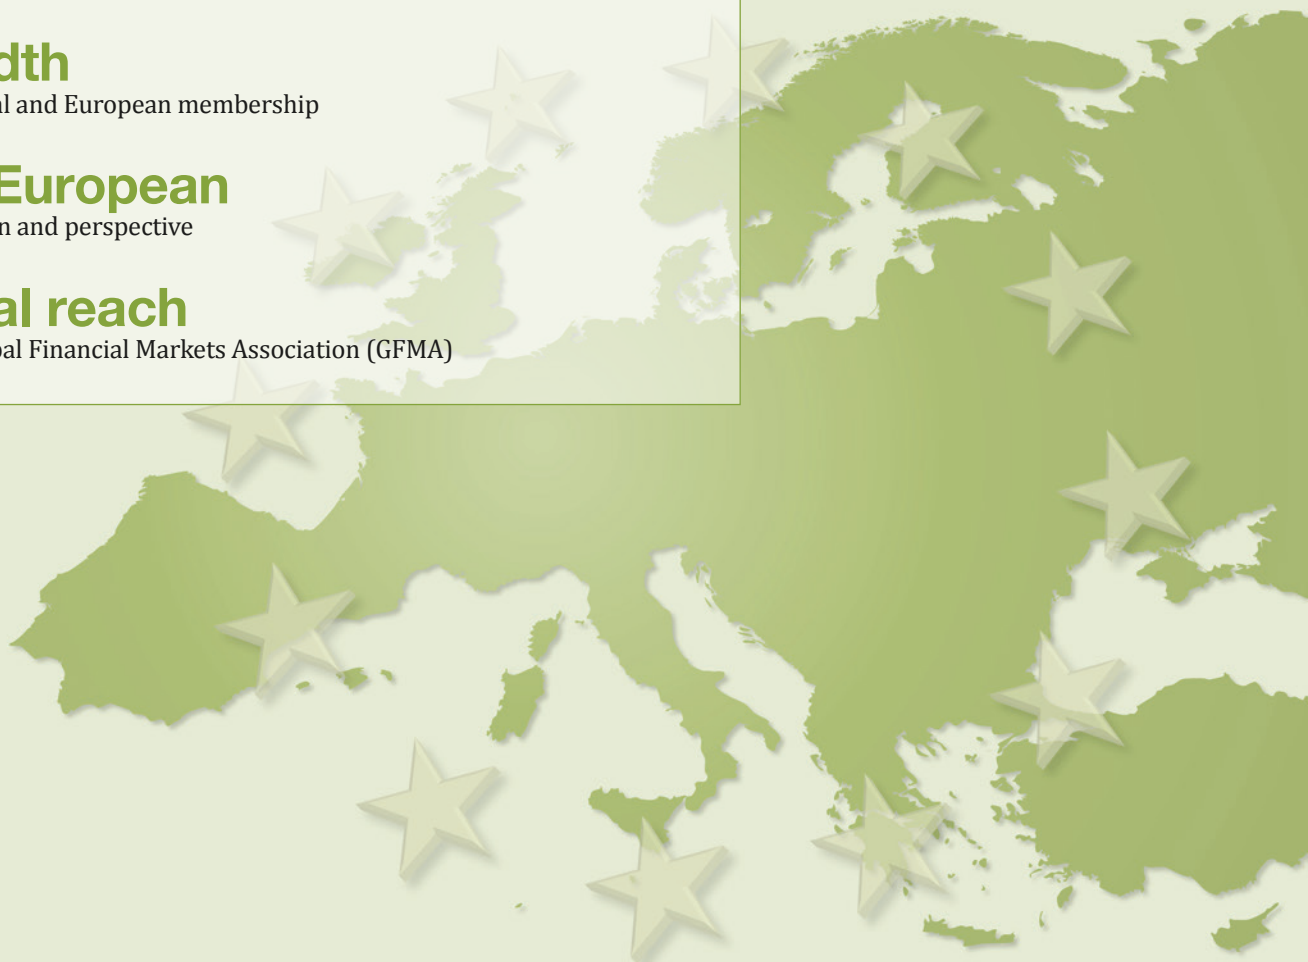 dth
al and European membership
European
n and perspective
al reach
bal Financial Markets Association (GFMA)